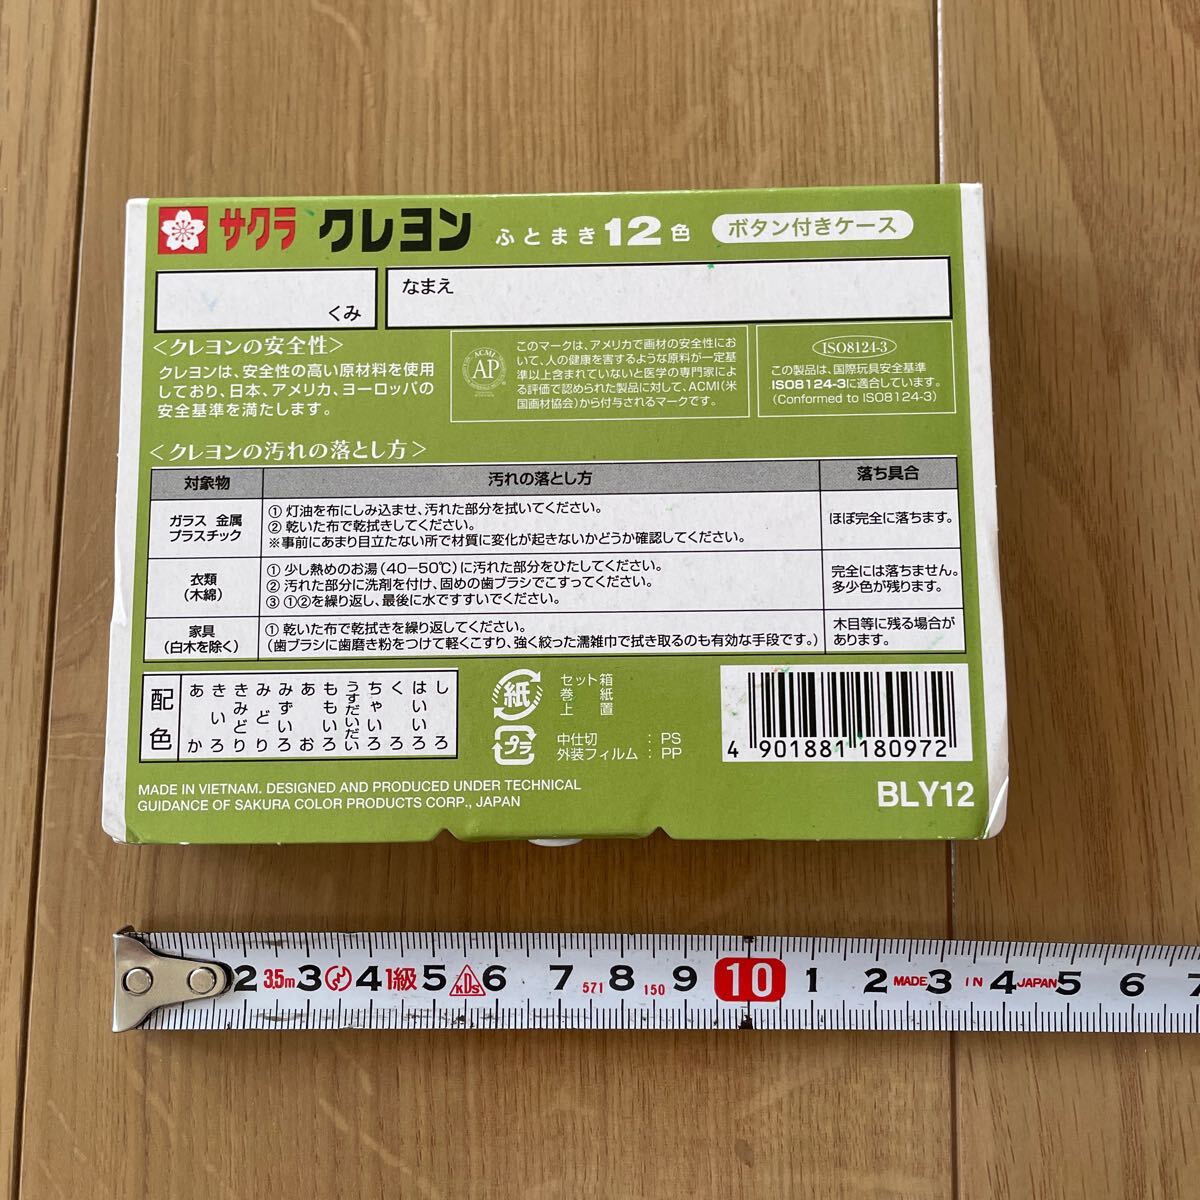 サクラ クレヨン ふとまき12色 ボタン付きケース
くみ
なまえ
<クレヨンの安全性>
クレヨンは、安全性の高い原材料を使用
しており、日本、アメリカ、ヨーロッパの
安全基準を満たします。
ACMI
AP
このマークは、アメリカで画材の安全性にお
いて、人の健康を害するような原料が一定基
準以上含まれていないと医学の専門家によ
る評価で認められた製品に対して、ACMI(米
国画材協会)から付与されるマークです。
ISO8124-3
この製品は、国際玩具安全基準
ISO8124-3に適合しています。
(Conformed to ISO8124-3)
<クレヨンの汚れの落とし方>
対象物 汚れの落とし方 落ち具合
ガラス 金属
プラスチック
① 灯油を布にしみ込ませ、汚れた部分を拭いてください。
② 乾いた布で乾拭きしてください。
※事前にあまり目立たない所で材質に変化が起きないかどうか確認してください。
ほぼ完全に落ちます。
衣類
(木綿)
① 少し熱めのお湯(40-50℃)に汚れた部分をひたしてください。
② 汚れた部分に洗剤を付け、固めの歯ブラシでこすってください。
③ ①②を繰り返し、最後に水ですすいでください。
完全には落ちません。
多少色が残ります。
家具
(白木を除く)
① 乾いた布で乾拭きを繰り返してください。
(歯ブラシに歯磨き粉をつけて軽くこすり、強く絞った濡雑巾で拭き取るのも有効な手段です。)
木目等に残る場合が
あります。
配色
しろ
はいいろ
くろ
ちゃいろ
うすだいだい
ももいろ
あお
みずいろ
みどり
きみどり
きいろ
あか
紙
セット箱
巻紙
上置
プラ
中仕切 : PS
外装フィルム : PP
4 901881 180972
MADE IN VIETNAM. DESIGNED AND PRODUCED UNDER TECHNICAL
GUIDANCE OF SAKURA COLOR PRODUCTS CORP., JAPAN
BLY12
2 3.5m 3 4 1級 5 KDS 6 7 571 8 150 9 10 1 2 MADE 3 IN 4 JAPAN 5 6 7